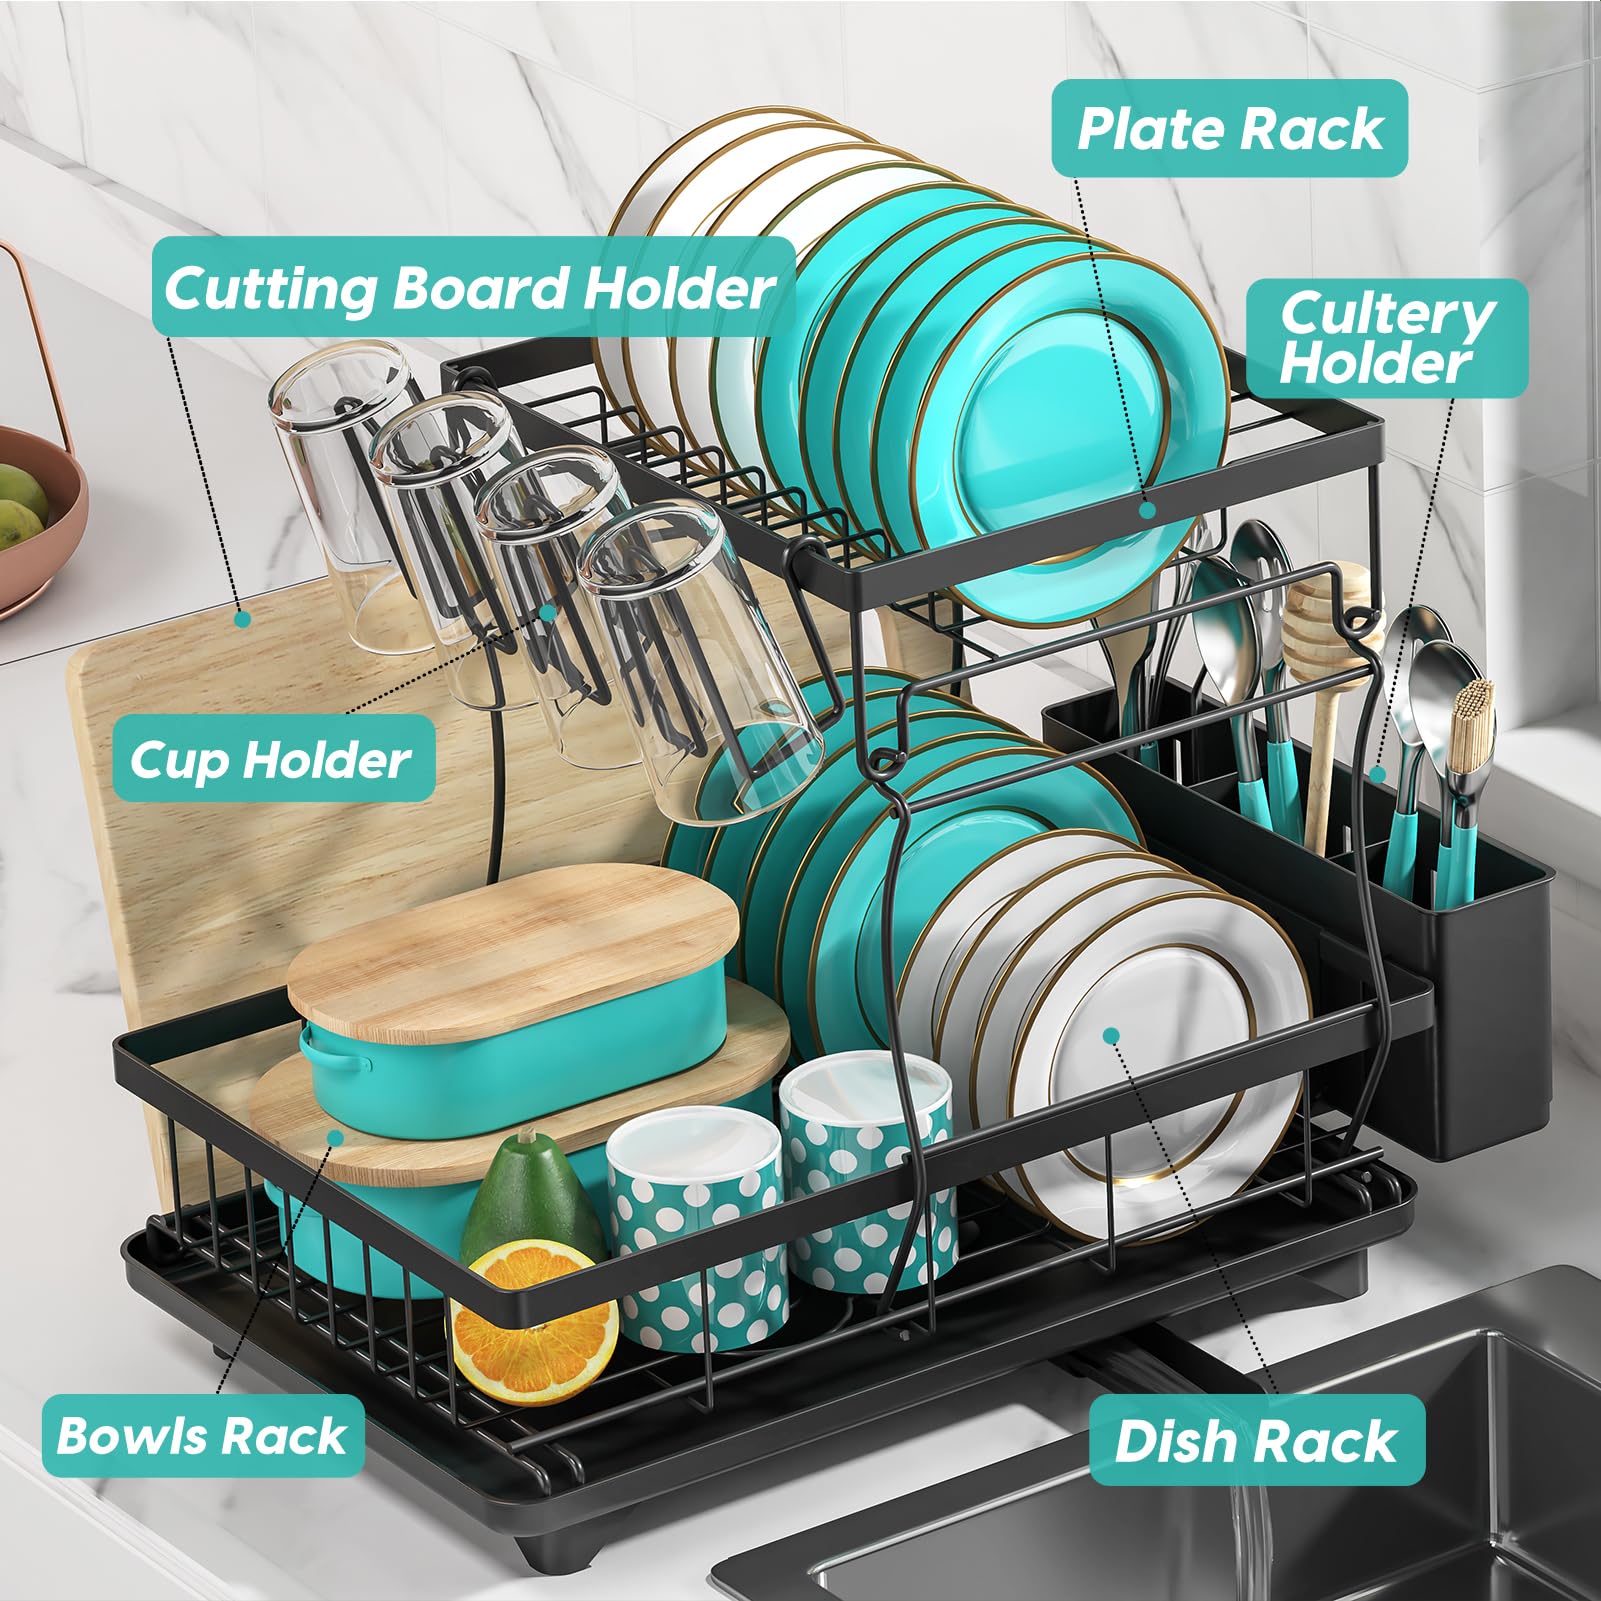 Plate Rack
Cutting Board Holder
Cultery
Holder
Cup Holder
Bowls Rack
Dish Rack